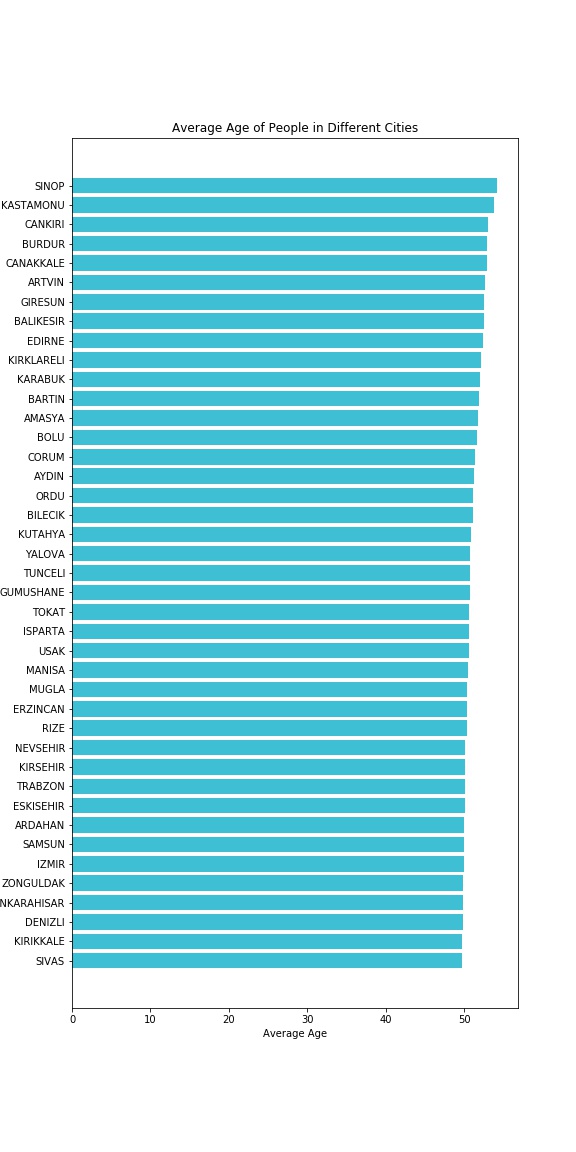 Average Age of People in Different Cities
SINOP
KASTAMONU
CANKIRI
BURDUR
CANAKKALE
ARTVIN
GIRESUN
BALIKESIR
EDIRNE
KIRKLARELI
KARABUK
BARTIN
AMASYA
BOLU
CORUM
AYDIN
ORDU
BILECIK
KUTAHYA
YALOVA
TUNCELI
GUMUSHANE
TOKAT
ISPARTA
USAK
MANISA
MUGLA
ERZINCAN
RIZE
NEVSEHIR
KIRSEHIR
TRABZON
ESKISEHIR
ARDAHAN
SAMSUN
IZMIR
ZONGULDAK
NKARAHISAR
DENIZLI
KIRIKKALE
SIVAS
0 10 20 30 40 50
Average Age